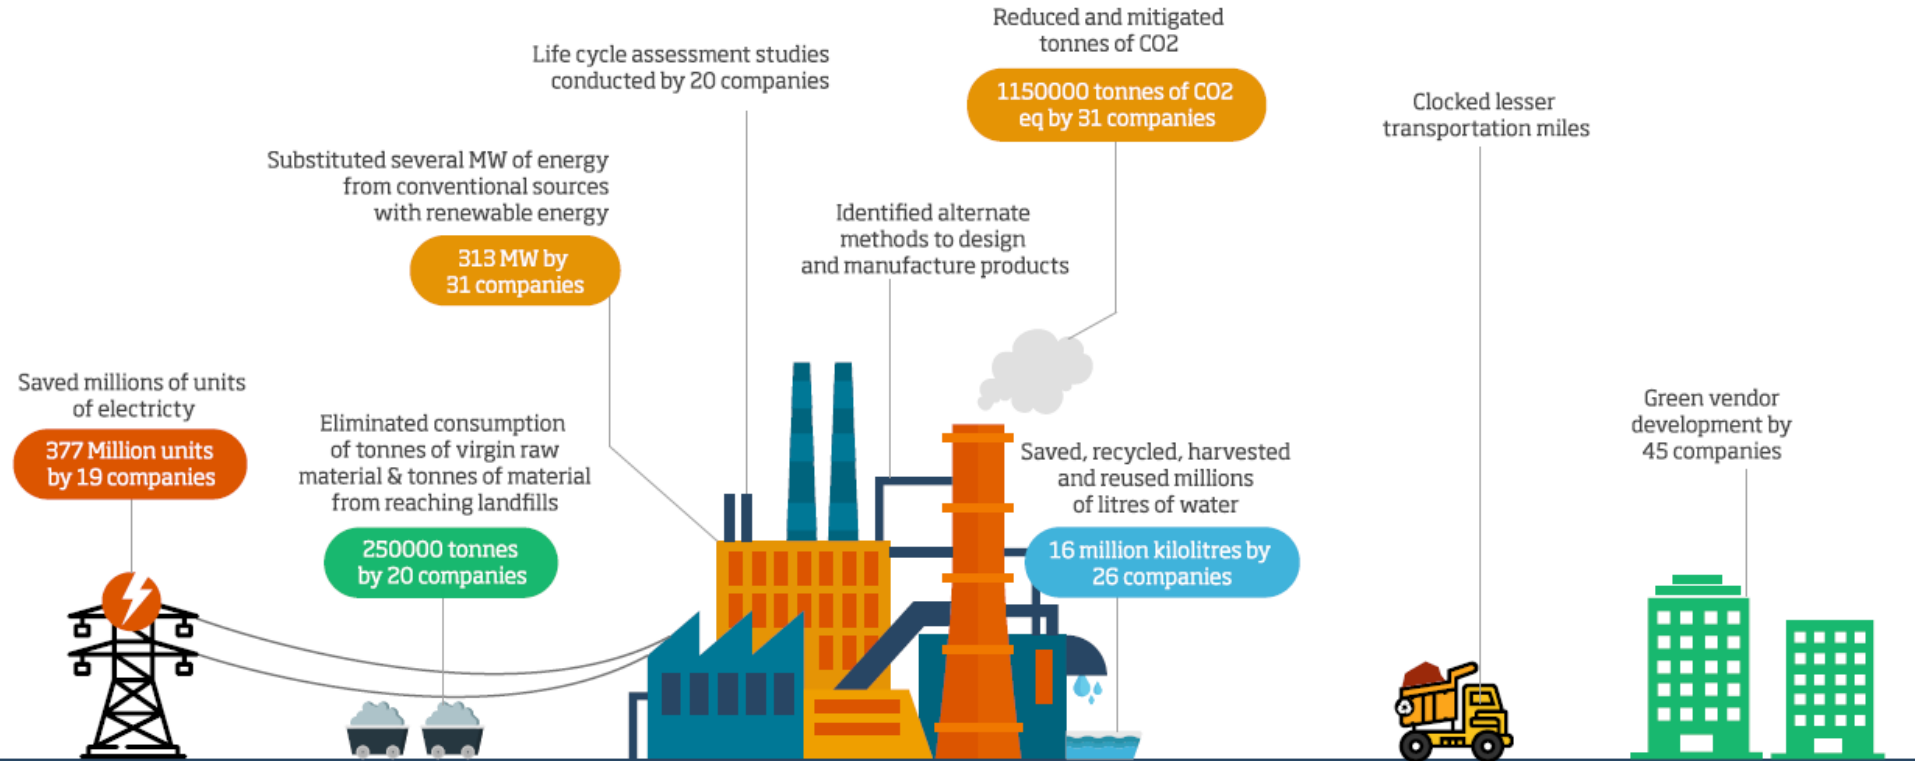 Saved millions of units
of electricty
377 Million units
by 19 companies
Eliminated consumption
of tonnes of virgin raw
material & tonnes of material
from reaching landfills
250000 tonnes
by 20 companies
Substituted several MW of energy
from conventional sources
with renewable energy
313 MW by
31 companies
Life cycle assessment studies
conducted by 20 companies
Identified alternate
methods to design
and manufacture products
Reduced and mitigated
tonnes of CO2
1150000 tonnes of CO2
eq by 31 companies
Saved, recycled, harvested
and reused millions
of litres of water
16 million kilolitres by
26 companies
Clocked lesser
transportation miles
Green vendor
development by
45 companies